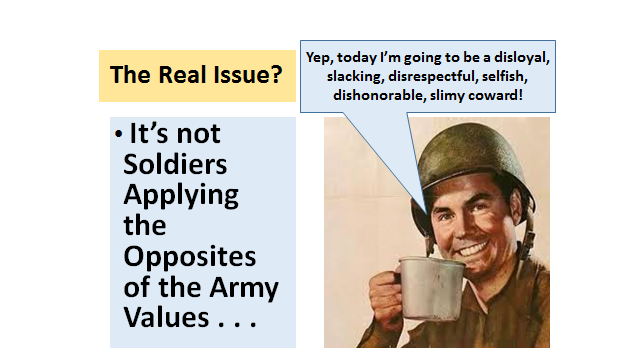 The Real Issue?
Yep, today I'm going to be a disloyal,
slacking, disrespectful, selfish,
dishonorable, slimy coward!
• It's not
Soldiers
Applying
the
Opposites
of the Army
Values . . .